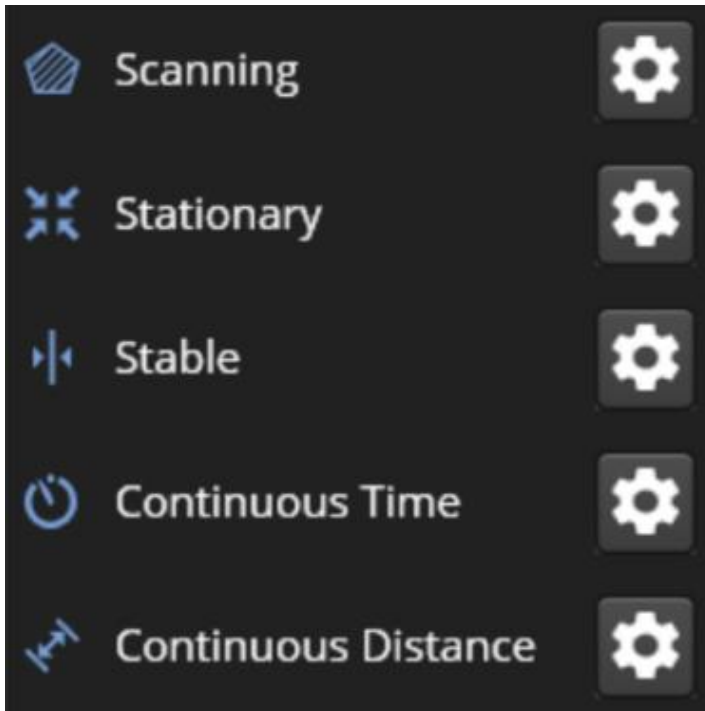 Scanning
Stationary
Stable
Continuous Time
Continuous Distance